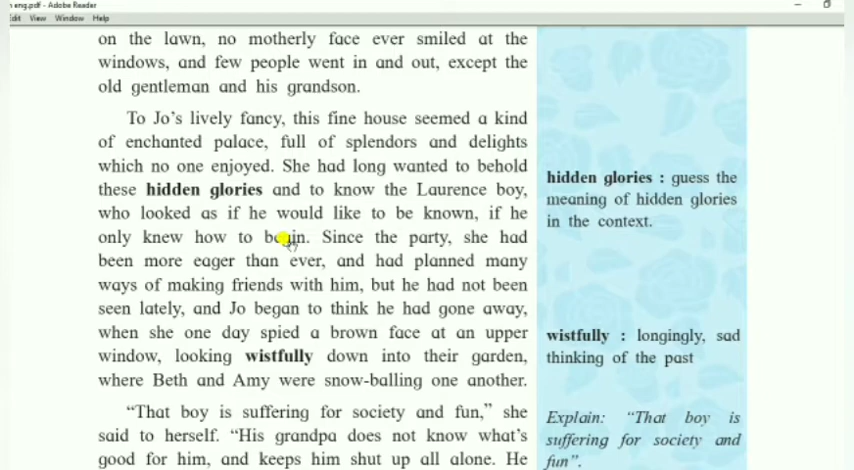 eng.pdf - Adobe Reader
Edit View Window Help
on the lawn, no motherly face ever smiled at the
windows, and few people went in and out, except the
old gentleman and his grandson.
To Jo's lively fancy, this fine house seemed a kind
of enchanted palace, full of splendors and delights
which no one enjoyed. She had long wanted to behold
these hidden glories and to know the Laurence boy,
who looked as if he would like to be known, if he
only knew how to begin. Since the party, she had
been more eager than ever, and had planned many
ways of making friends with him, but he had not been
seen lately, and Jo began to think he had gone away,
when she one day spied a brown face at an upper
window, looking wistfully down into their garden,
where Beth and Amy were snow-balling one another.
“That boy is suffering for society and fun,” she
said to herself. “His grandpa does not know what's
good for him, and keeps him shut up all alone. He
hidden glories : guess the
meaning of hidden glories
in the context.
wistfully : longingly, sad
thinking of the past
Explain: “That boy is
suffering for society and
fun”.